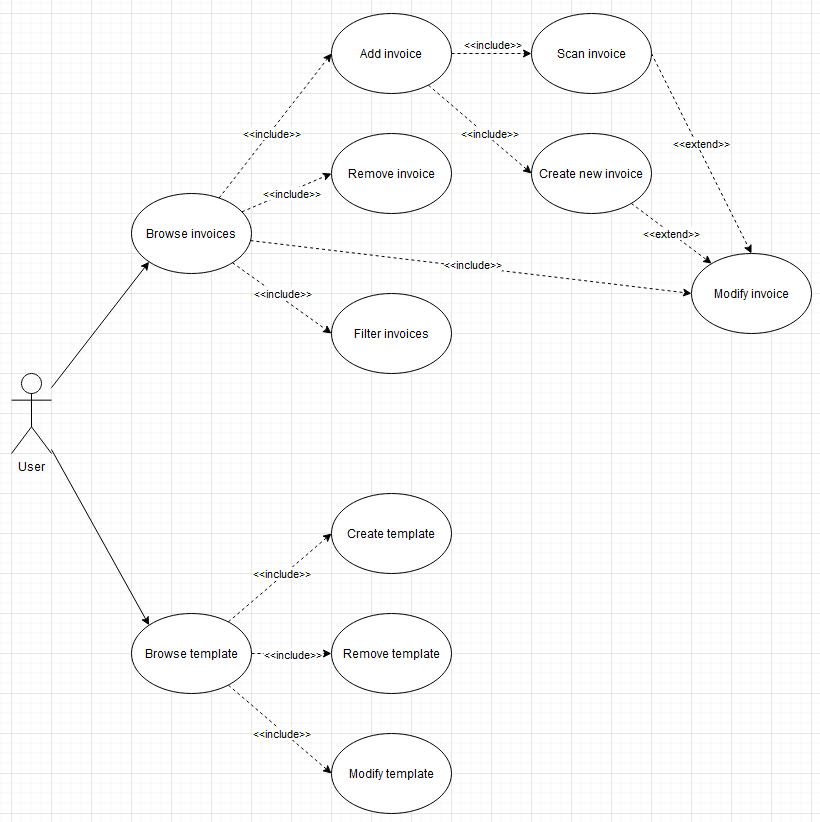 Add invoice
<<include>>
Scan invoice
<<include>>
<<include>>
<<extend>>
Remove invoice
<<include>>
Create new invoice
Browse invoices
<<extend>>
<<include>>
<<include>>
Modify invoice
Filter invoices
User
Create template
<<include>>
Browse template
<<include>>
Remove template
<<include>>
Modify template